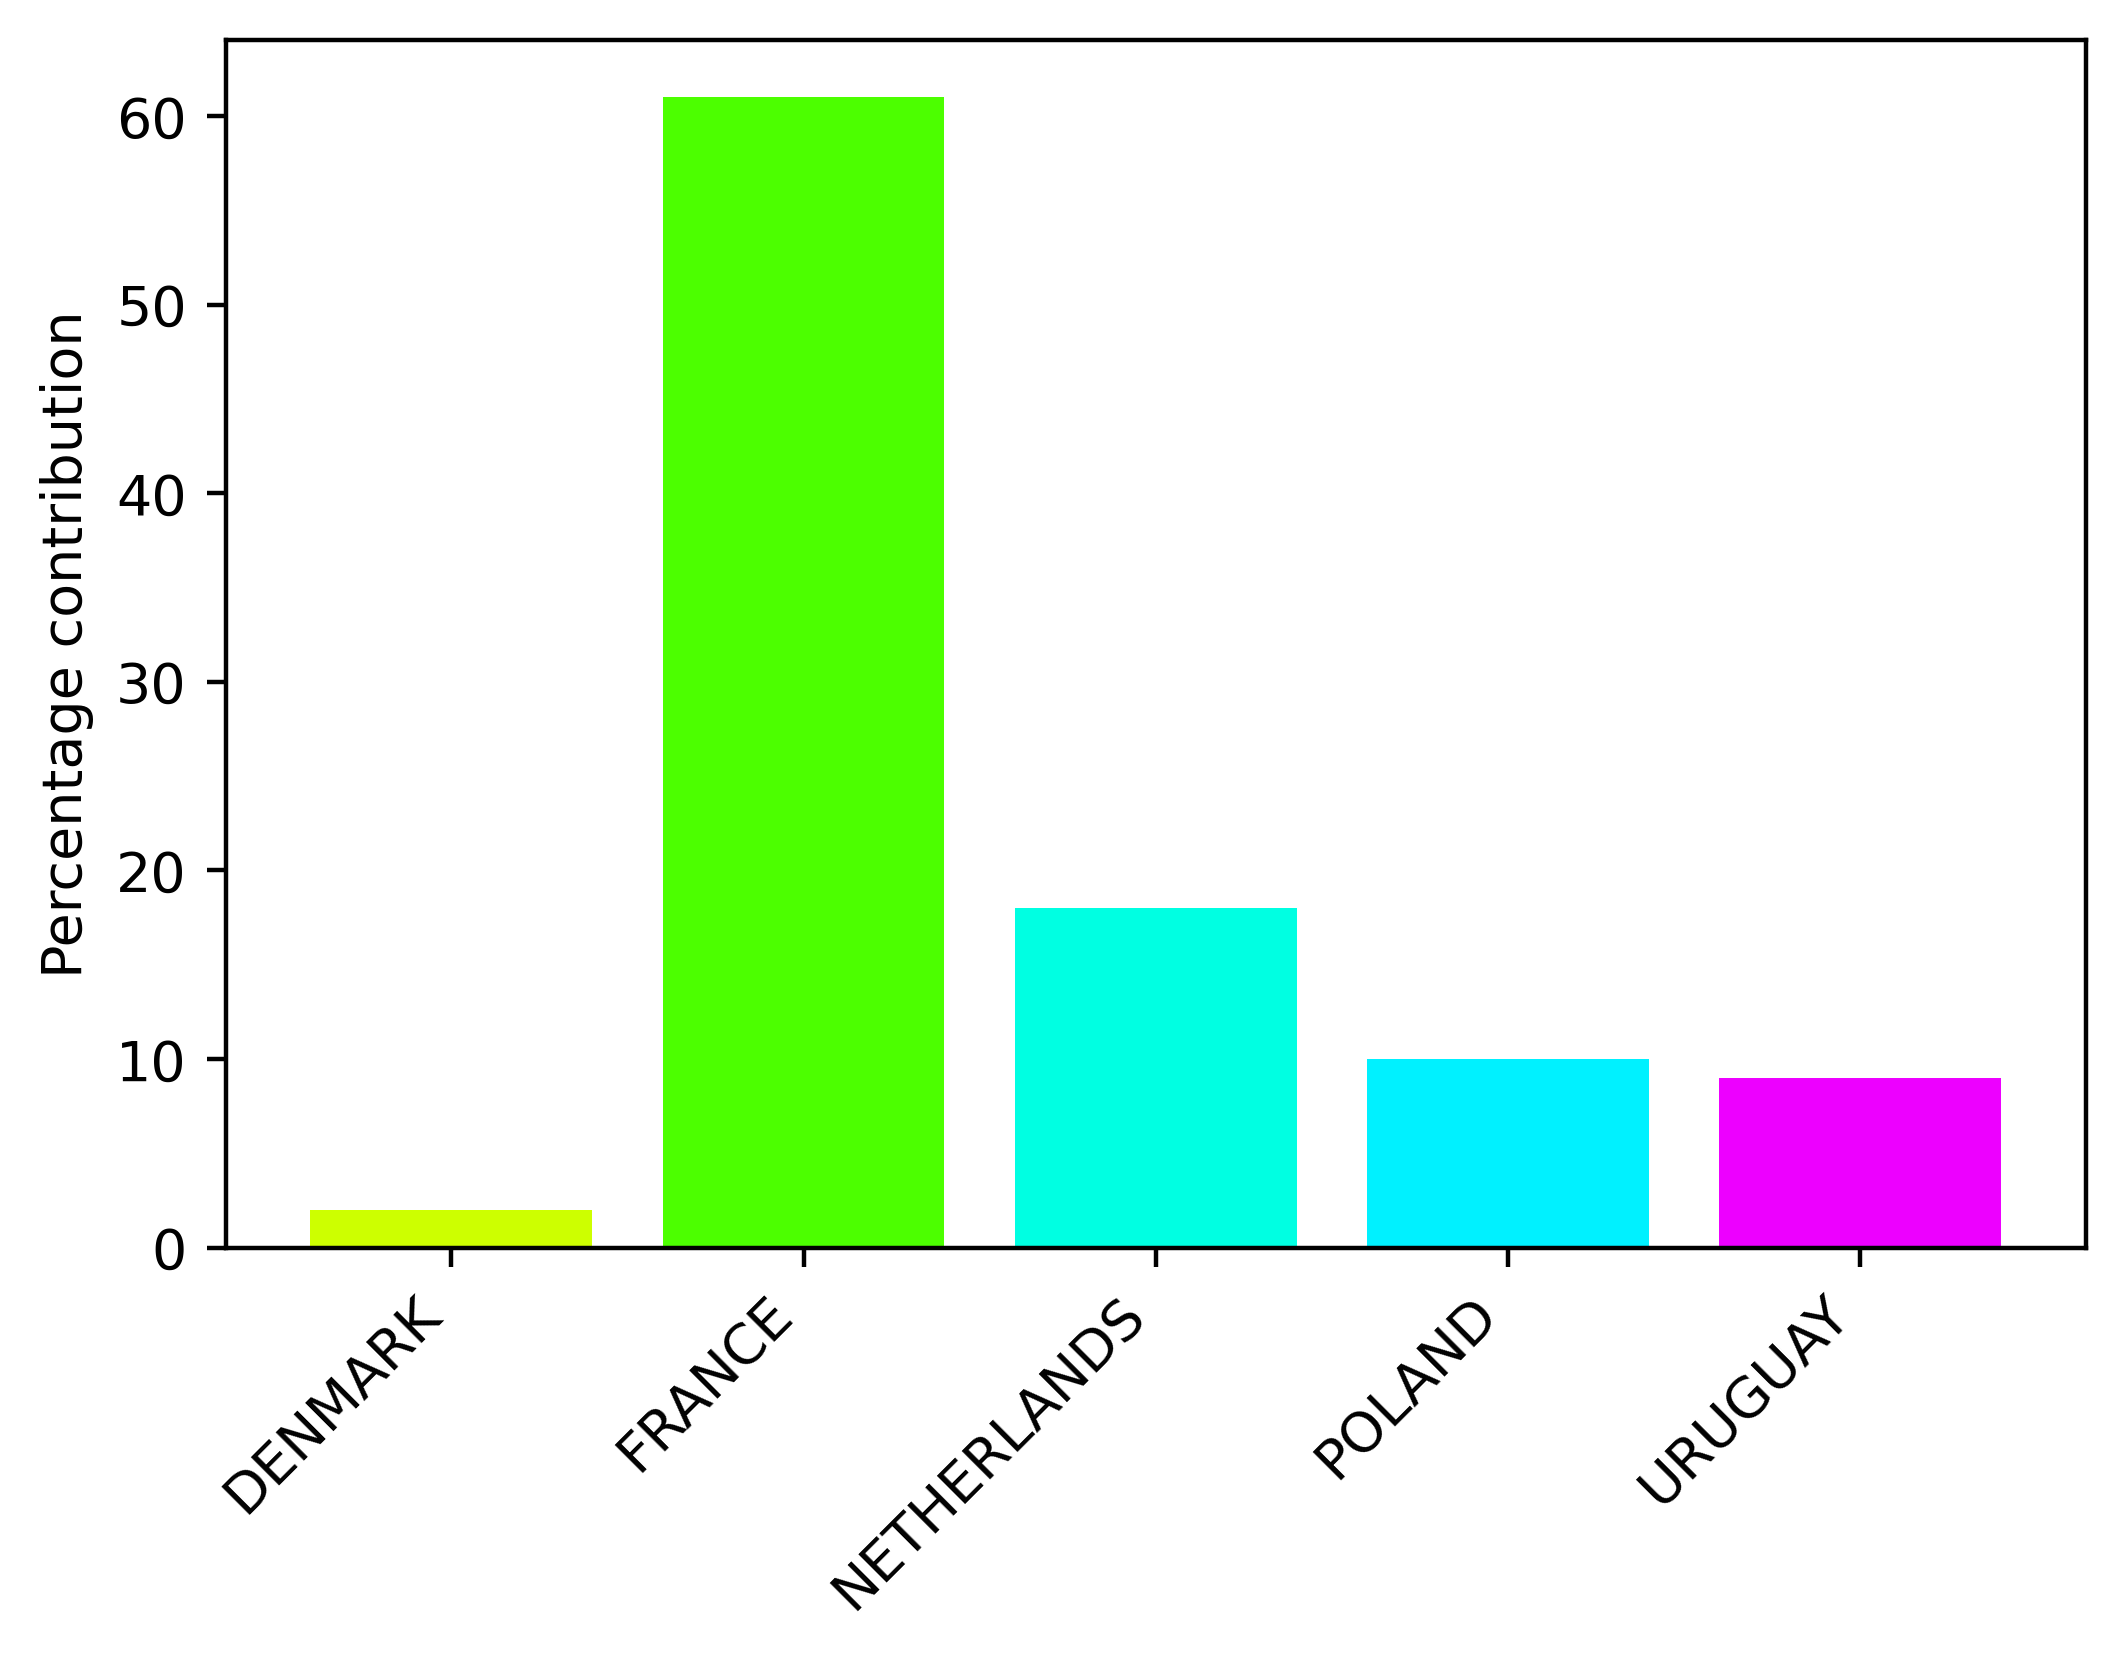 Percentage contribution
60
50
40
30
20
10
0
DENMARK
FRANCE
NETHERLANDS
POLAND
URUGUAY